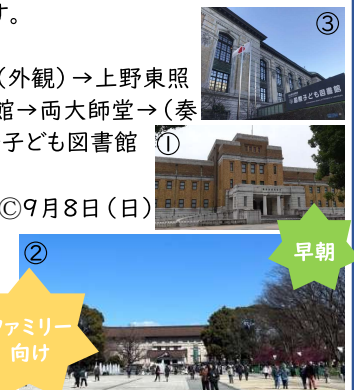 す。
③
(外観)→上野東照
館→両大師堂→(奏
子ども図書館
①
Ⓒ9月8日(日)
早朝
②
ファミリー
向け